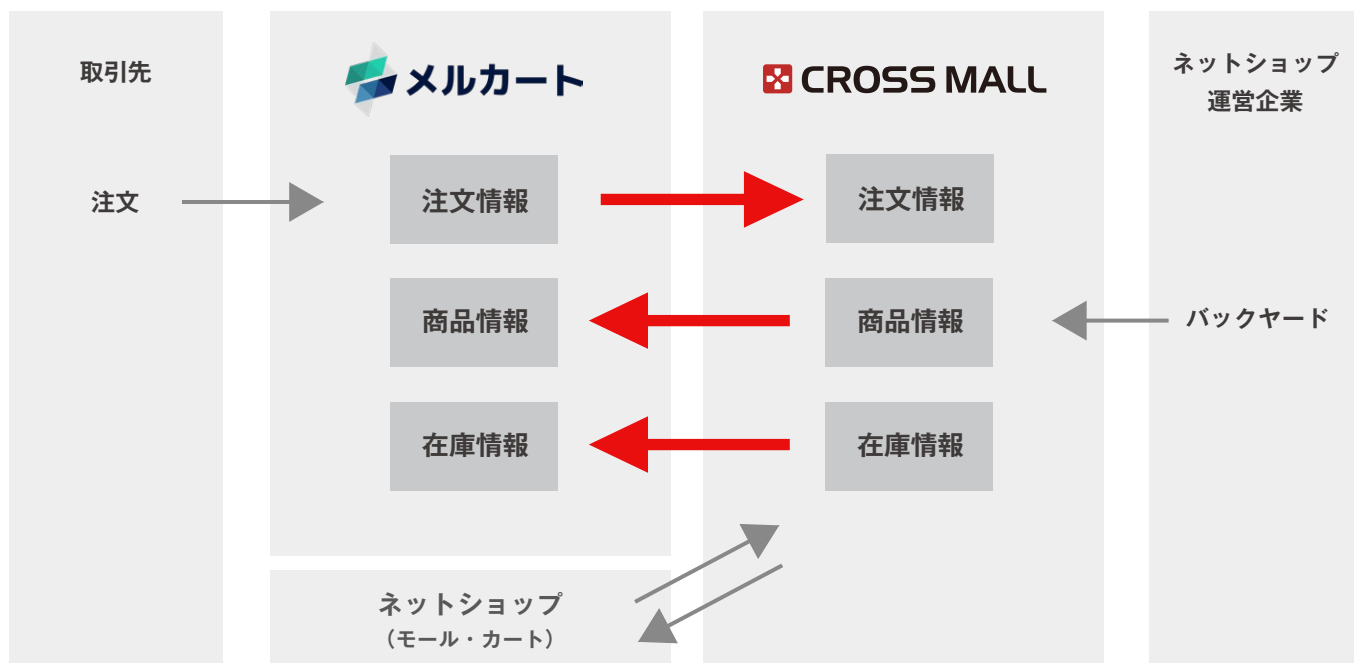 取引先
メルカート
CROSS MALL
ネットショップ
運営企業
注文
注文情報
注文情報
商品情報
商品情報
バックヤード
在庫情報
在庫情報
ネットショップ
（モール・カート）